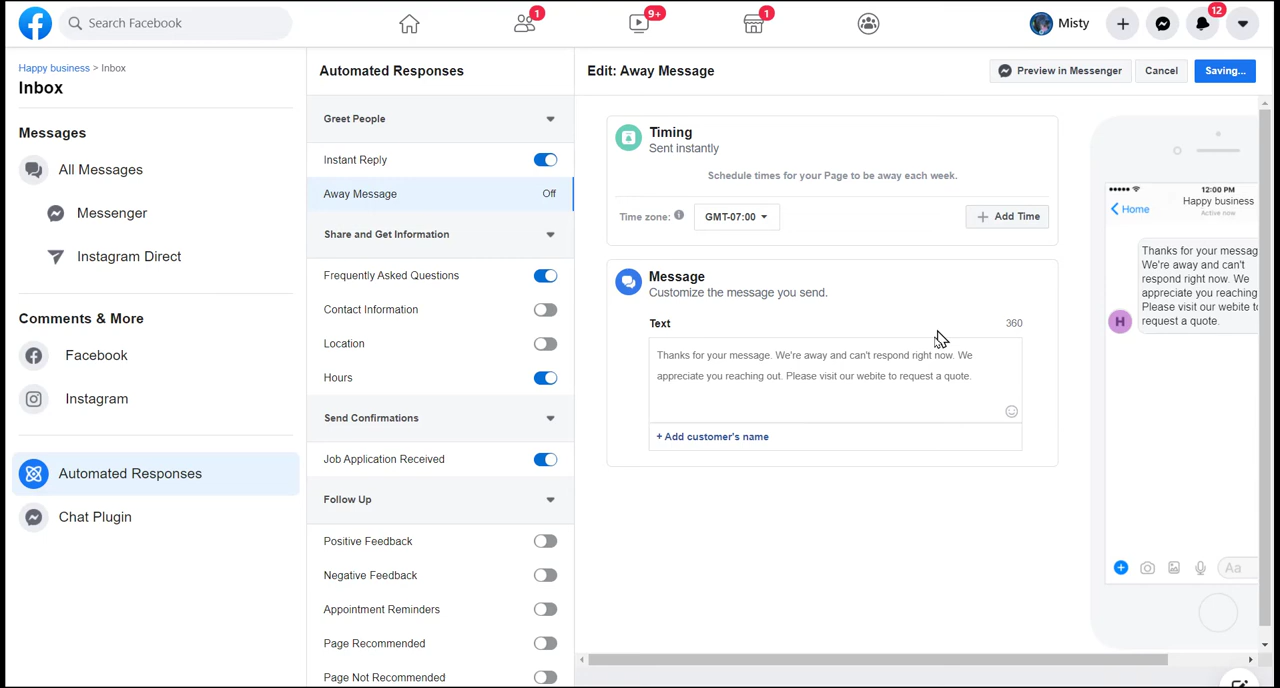 Search Facebook
1
9+
1
Misty
12
Happy business > Inbox
Inbox
Messages
All Messages
Messenger
Instagram Direct
Comments & More
Facebook
Instagram
Automated Responses
Chat Plugin
Automated Responses
Greet People
Instant Reply
Away Message Off
Share and Get Information
Frequently Asked Questions
Contact Information
Location
Hours
Send Confirmations
Job Application Received
Follow Up
Positive Feedback
Negative Feedback
Appointment Reminders
Page Recommended
Page Not Recommended
Edit: Away Message
Preview in Messenger
Cancel
Saving...
Timing
Sent instantly
Schedule times for your Page to be away each week.
Time zone: GMT-07:00
+ Add Time
Message
Customize the message you send.
Text 360
Thanks for your message. We're away and can't respond right now. We
appreciate you reaching out. Please visit our webite to request a quote.
+ Add customer's name
12:00 PM
Home
Happy business
Active now
Thanks for your messag
We're away and can't
respond right now. We
appreciate you reaching
Please visit our webite t
request a quote.
H
Aa